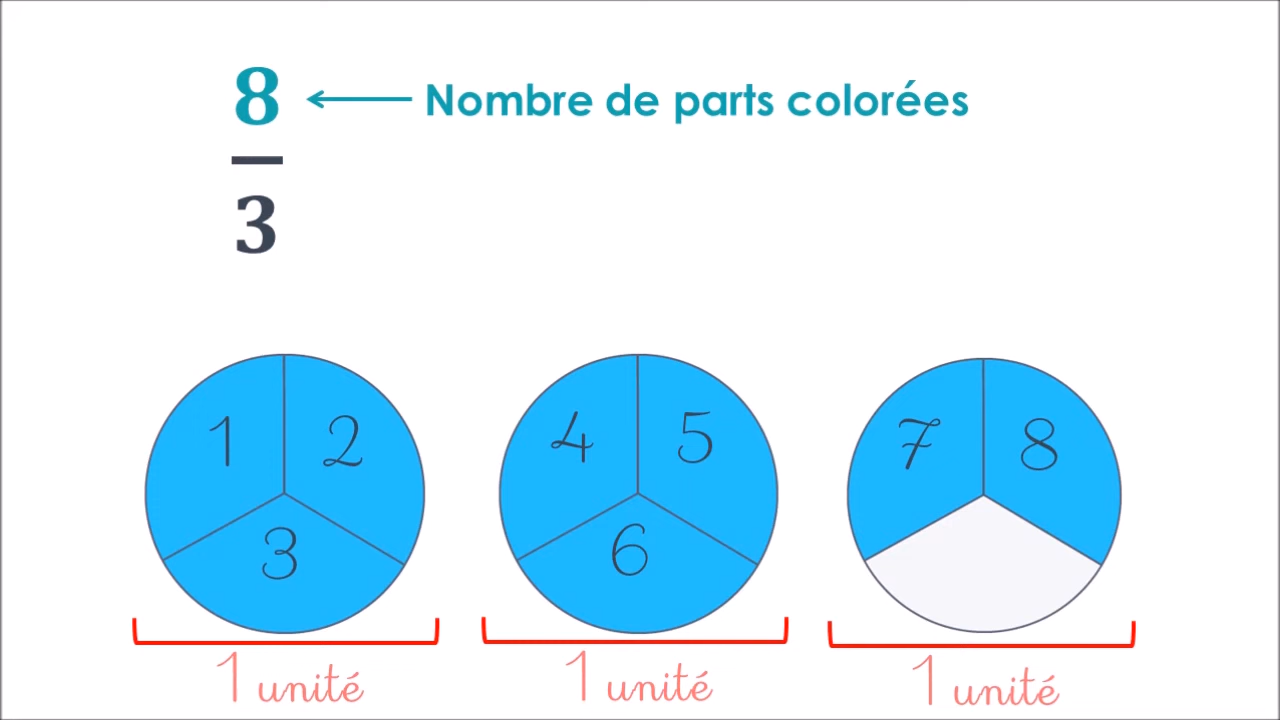 8 Nombre de parts colorées
3
1 2 4 5 7 8
3 6
1 unité 1 unité 1 unité